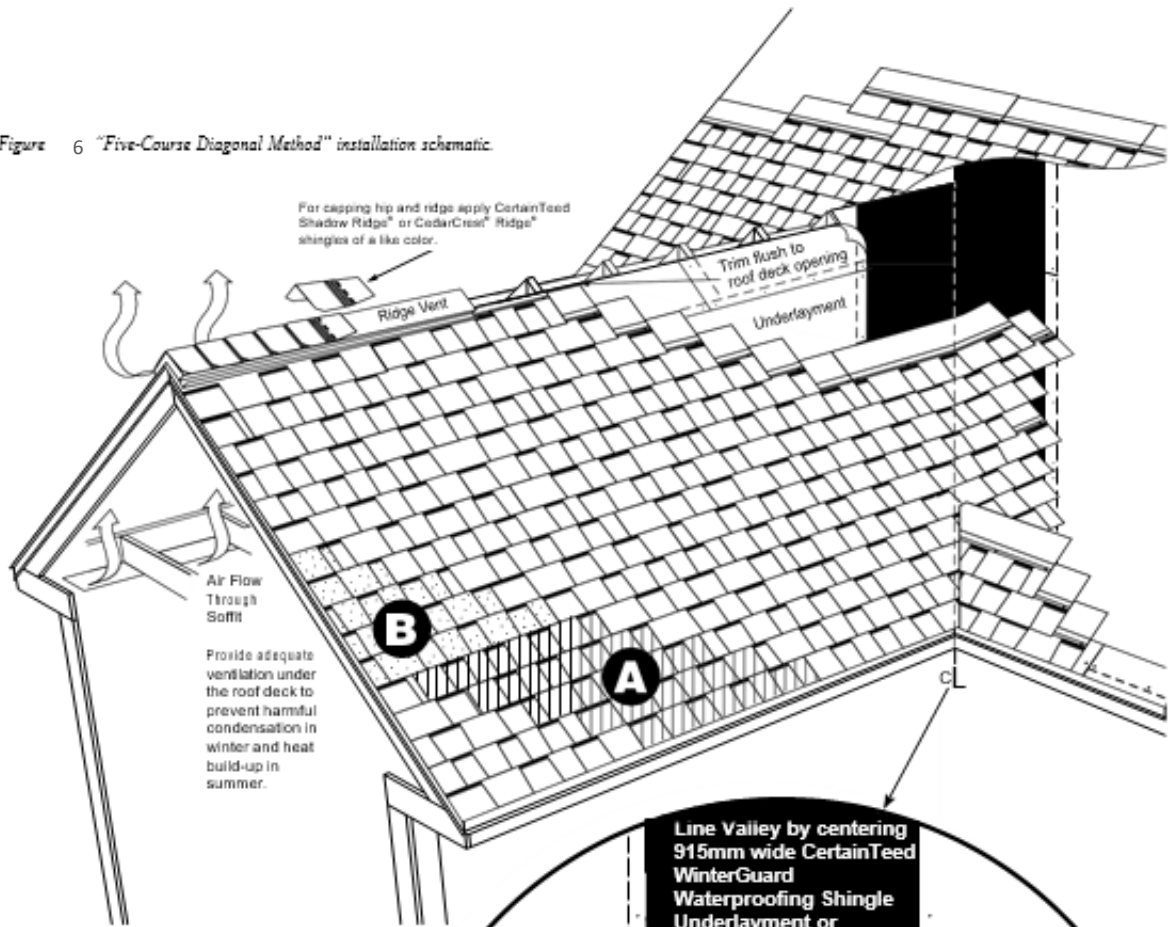 Figure 6 "Five-Course Diagonal Method" installation schematic.
For capping hip and ridge apply CertainTeed
Shadow Ridge® or CedarCrest® Ridge®
shingles of a like color.
Ridge Vent
Trim flush to
roof deck opening
Underlayment
Air Flow
Through
Soffit
Provide adequate
ventilation under
the roof deck to
prevent harmful
condensation in
winter and heat
build-up in
summer.
B
A
CL
Line Valley by centering
915mm wide CertainTeed
WinterGuard
Waterproofing Shingle
Underlayment or